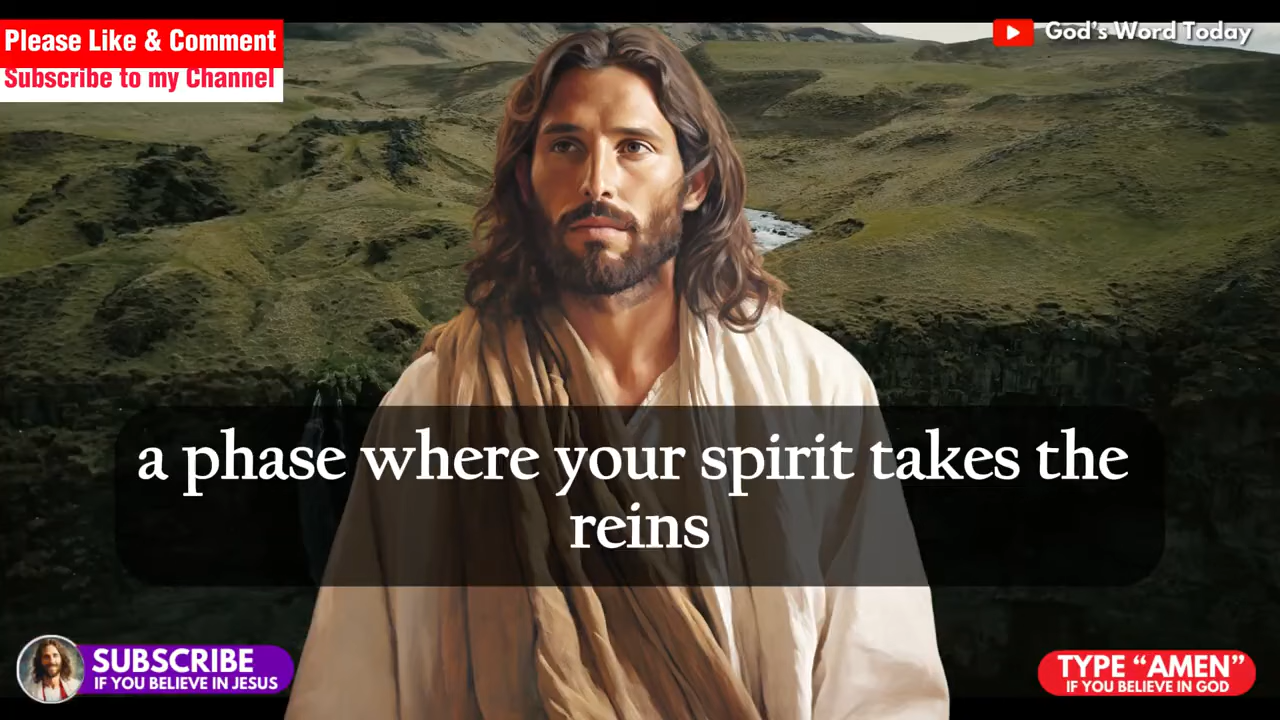 Please Like & Comment
Subscribe to my Channel
God's Word Today
a phase where your spirit takes the
reins
SUBSCRIBE
IF YOU BELIEVE IN JESUS
TYPE “AMEN”
IF YOU BELIEVE IN GOD